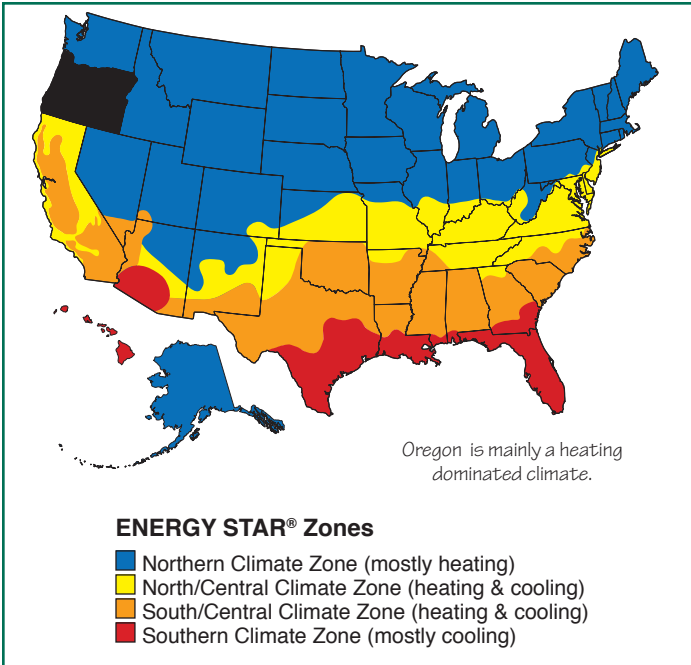 Oregon is mainly a heating
dominated climate.
ENERGY STAR® Zones
Northern Climate Zone (mostly heating)
North/Central Climate Zone (heating & cooling)
South/Central Climate Zone (heating & cooling)
Southern Climate Zone (mostly cooling)